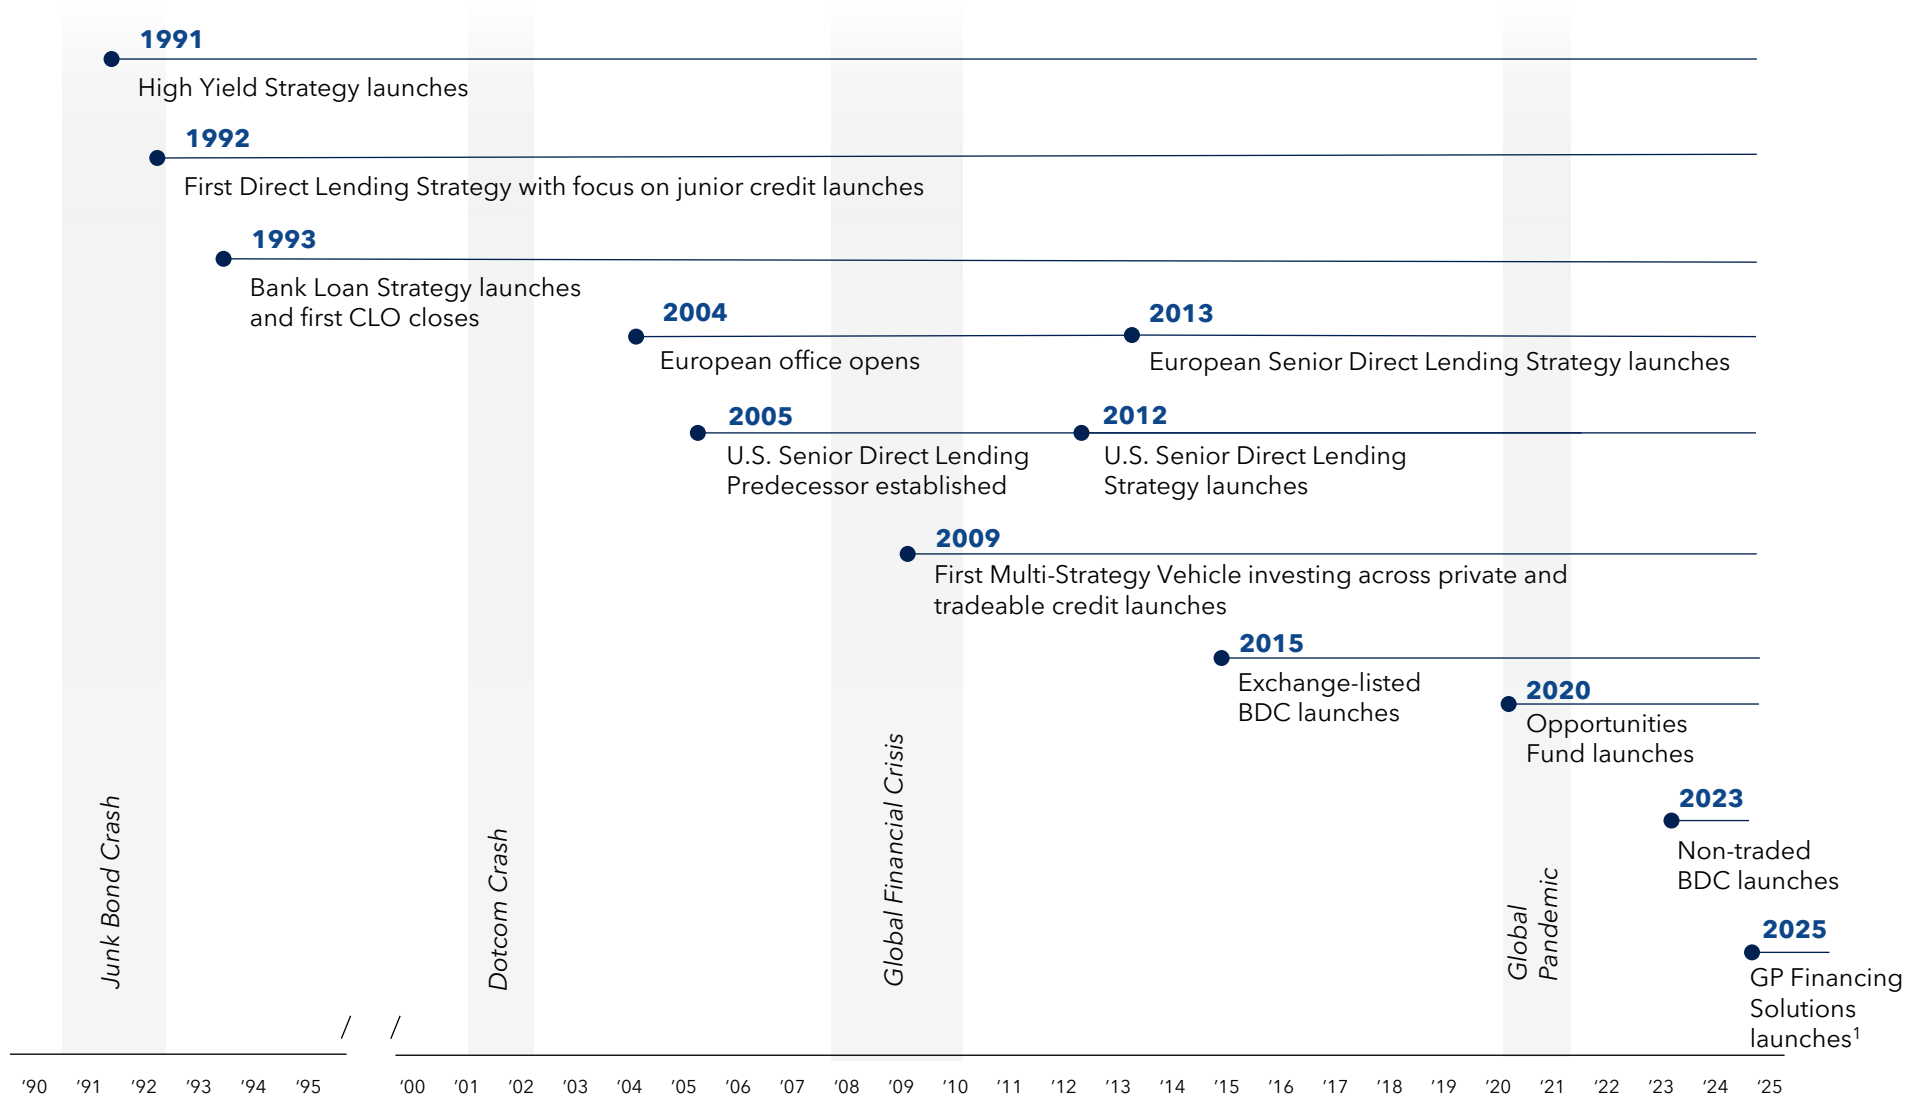 1991
High Yield Strategy launches
1992
First Direct Lending Strategy with focus on junior credit launches
1993
Bank Loan Strategy launches
and first CLO closes
2004
European office opens
2013
European Senior Direct Lending Strategy launches
2005
U.S. Senior Direct Lending
Predecessor established
2012
U.S. Senior Direct Lending
Strategy launches
2009
First Multi-Strategy Vehicle investing across private and
tradeable credit launches
2015
Exchange-listed
BDC launches
2020
Opportunities
Fund launches
2023
Non-traded
BDC launches
2025
GP Financing
Solutions
launches¹
Junk Bond Crash
Dotcom Crash
Global Financial Crisis
Global
Pandemic
/ /
’90 ’91 ’92 ’93 ’94 ’95 ’00 ’01 ’02 ’03 ’04 ’05 ’06 ’07 ’08 ’09 ’10 ’11 ’12 ’13 ’14 ’15 ’16 ’17 ’18 ’19 ’20 ’21 ’22 ’23 ’24 ’25